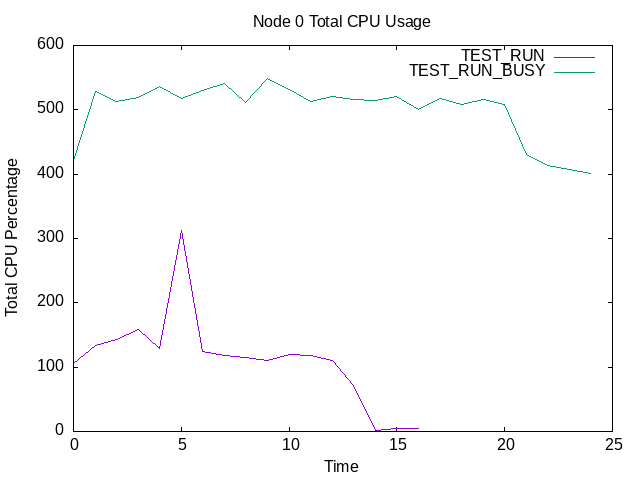 Node 0 Total CPU Usage
600
TEST_RUN
TEST_RUN_BUSY
500
400
300
200
100
0
Total CPU Percentage
0 5 10 15 20 25
Time